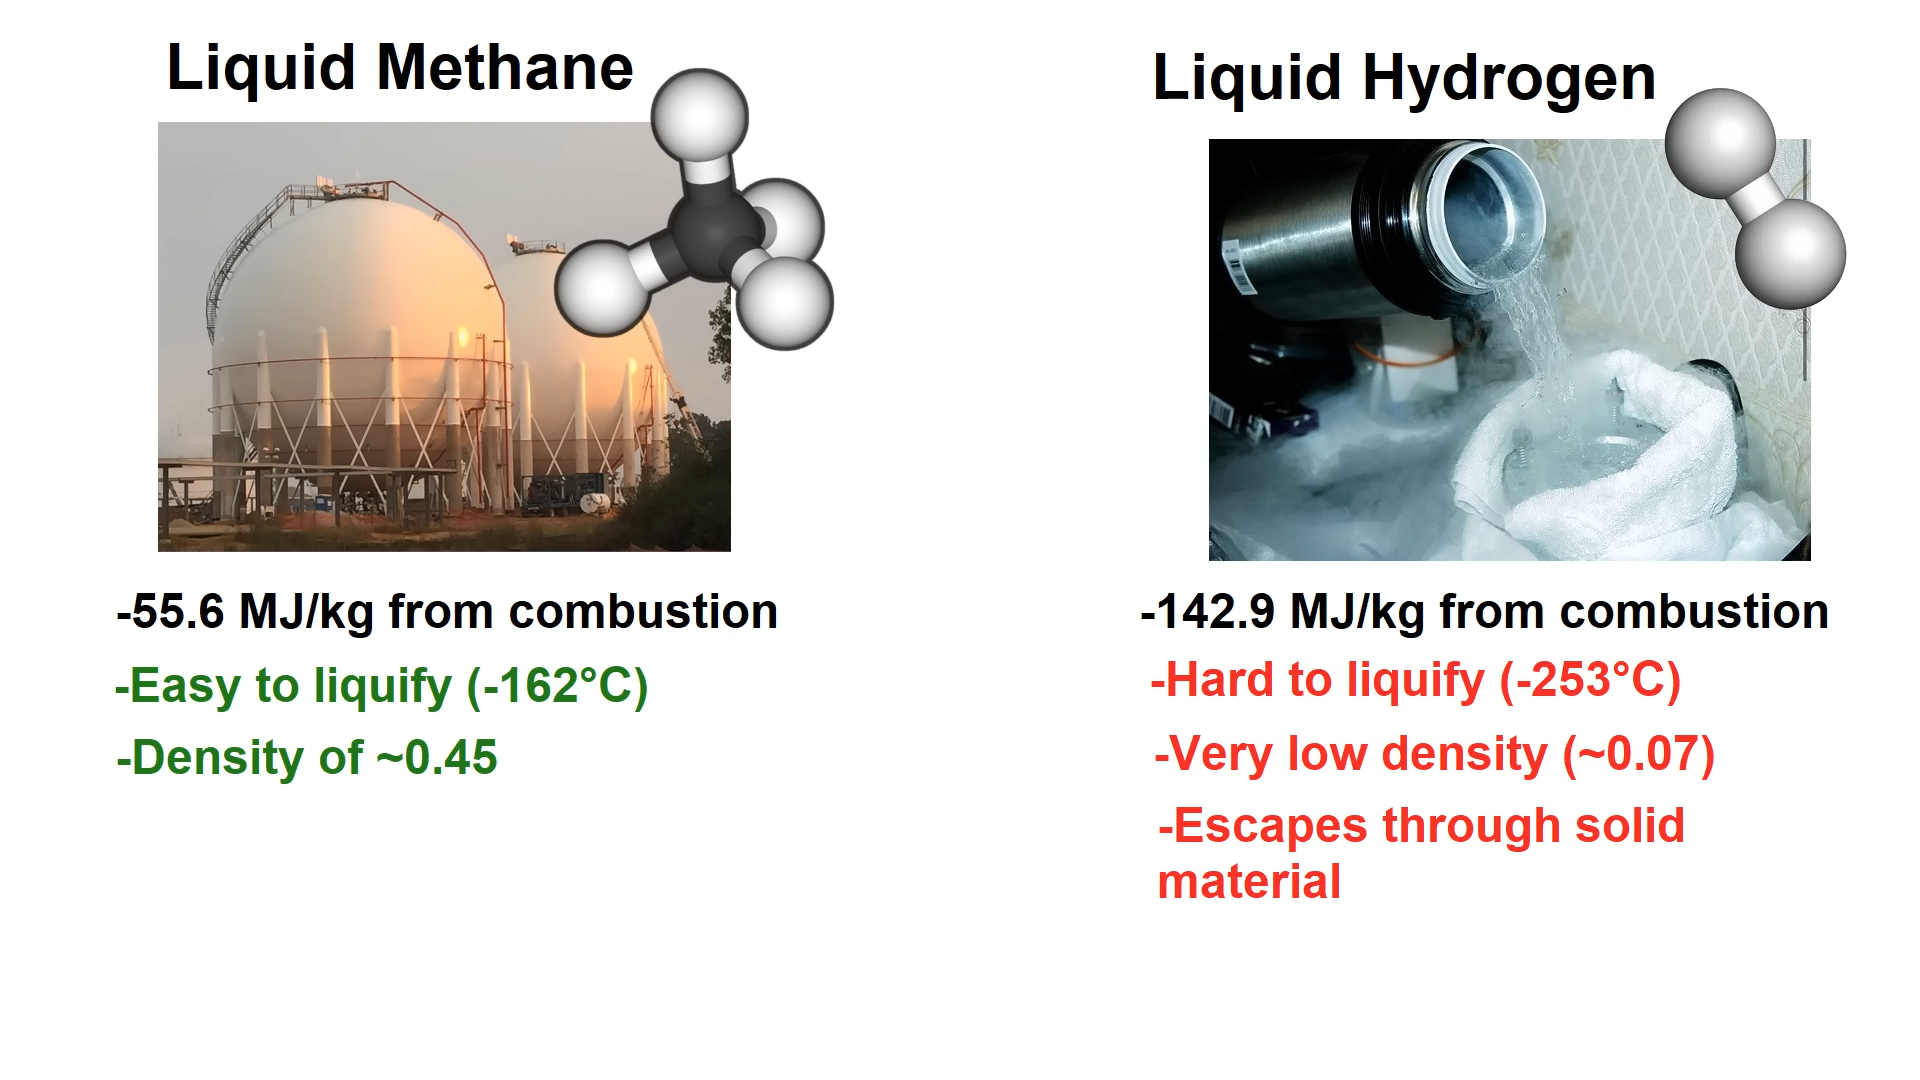 Liquid Methane
-55.6 MJ/kg from combustion
-Easy to liquify (-162°C)
-Density of ~0.45
Liquid Hydrogen
-142.9 MJ/kg from combustion
-Hard to liquify (-253°C)
-Very low density (~0.07)
-Escapes through solid
material